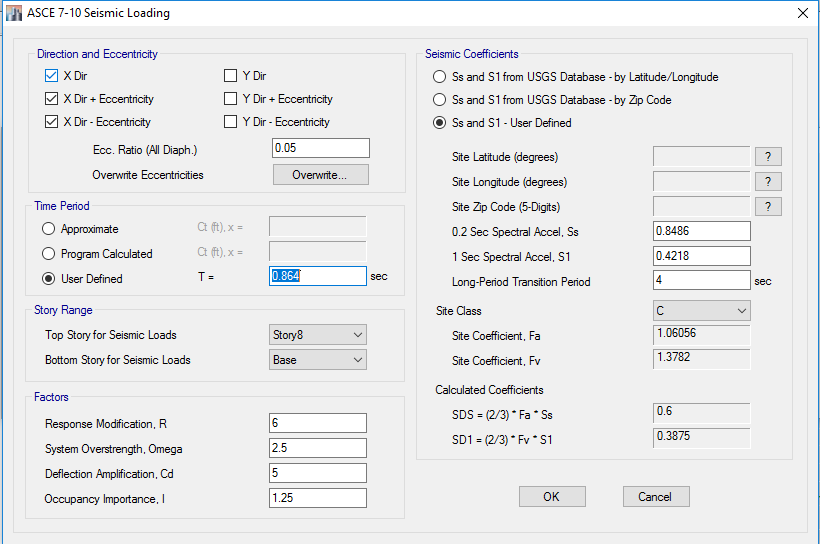 ASCE 7-10 Seismic Loading
Direction and Eccentricity
X Dir
Y Dir
X Dir + Eccentricity
Y Dir + Eccentricity
X Dir - Eccentricity
Y Dir - Eccentricity
Ecc. Ratio (All Diaph.)
0.05
Overwrite Eccentricities
Overwrite...
Time Period
Approximate
Ct (ft), x =
Program Calculated
Ct (ft), x =
User Defined
T =
0.864
sec
Story Range
Top Story for Seismic Loads
Story8
Bottom Story for Seismic Loads
Base
Factors
Response Modification, R
6
System Overstrength, Omega
2.5
Deflection Amplification, Cd
5
Occupancy Importance, I
1.25
Seismic Coefficients
Ss and S1 from USGS Database - by Latitude/Longitude
Ss and S1 from USGS Database - by Zip Code
Ss and S1 - User Defined
Site Latitude (degrees)
?
Site Longitude (degrees)
?
Site Zip Code (5-Digits)
?
0.2 Sec Spectral Accel, Ss
0.8486
1 Sec Spectral Accel, S1
0.4218
Long-Period Transition Period
4
sec
Site Class
C
Site Coefficient, Fa
1.06056
Site Coefficient, Fv
1.3782
Calculated Coefficients
SDS = (2/3) * Fa * Ss
0.6
SD1 = (2/3) * Fv * S1
0.3875
OK
Cancel